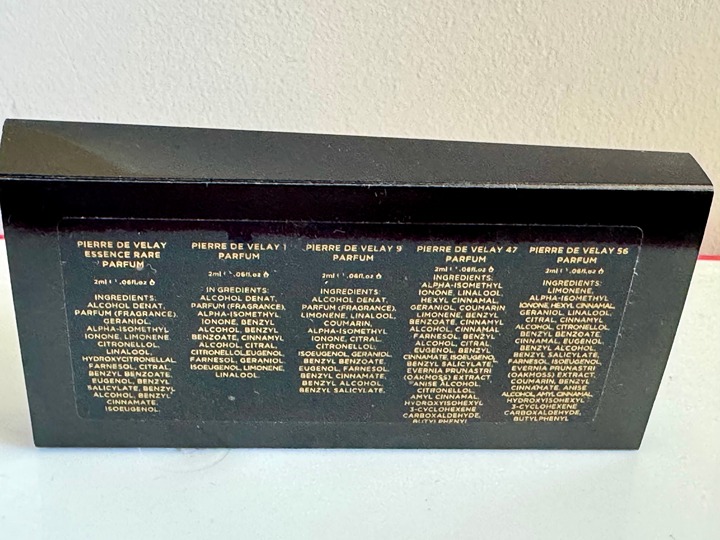 PIERRE DE VELAY
ESSENCE RARE
PARFUM
2ml .06fl.oz
INGREDIENTS:
ALCOHOL DENAT,
PARFUM (FRAGRANCE)
GERANIOL,
ALPHA-ISOMETHYL
IONONE, LIMONENE
CITRONELLOL,
LINALOOL,
HYDROXYCITRONELLAL
FARNESOL, CITRAL
BENZYL BENZOATE
EUGENOL, BENZYL
SALICYLATE, BENZYL
ALCOHOL, BENZYL
CINNAMATE,
ISOEUGENOL.
PIERRE DE VELAY 1
PARFUM
2ml .06fl.oz
IN GREDIENTS:
ALCOHOL DENAT,
PARFUM (FRAGRANCE)
ALPHA-ISOMETHYL
IONONE, BENZYL
BENZOATE, CINNAMYL
ALCOHOL, BENZYL
ALCOHOL, CITRAL,
CITRONELLOL, EUGENOL,
FARNESOL, GERANIOL
ISOEUGENOL, LIMONENE
LINALOOL.
PIERRE DE VELAY 9
PARFUM
2ml .06fl.oz
INGREDIENTS:
ALCOHOL DENAT,
PARFUM (FRAGRANCE)
LIMONENE, LINALOOL
COUMARIN,
ALPHA-ISOMETHYL
IONONE, CITRAL
CITRONELLOL,
ISOEUGENOL, GERANIOL
BENZYL BENZOATE
EUGENOL, FARNESOL,
BENZYL CINNAMATE
BENZYL ALCOHOL
BENZYL SALICYLATE.
PIERRE DE VELAY 47
PARFUM
2ml .06fl.oz
INGREDIENTS:
ALPHA-ISOMETHYL
IONONE, LINALOOL
HEXYL CINNAMAL
GERANIOL, COUMARIN
LIMONENE, BENZYL
BENZOATE, CINNAMYL
ALCOHOL, CINNAMAL
FARNESOL, BENZYL
ALCOHOL, CITRAL
EUGENOL, BENZYL
CINNAMATE, ISOEUGENOL
BENZYL SALICYLATE
EVERNIA PRUNASTRI
(OAKMOSS) EXTRACT,
ANISE ALCOHOL
CITRONELLOL,
AMYL CINNAMAL
HYDROXYISOHEXYL
3-CYCLOHEXENE
CARBOXALDEHYDE,
BUTYLPHENYL
PIERRE DE VELAY 56
PARFUM
2ml .06fl.oz
INGREDIENTS:
LIMONENE,
ALPHA-ISOMETHYL
IONONE, HEXYL CINNAMAL
GERANIOL, LINALOOL,
CITRAL, CINNAMYL
ALCOHOL, CITRONELLOL
BENZYL BENZOATE,
CINNAMAL, EUGENOL
BENZYL ALCOHOL,
BENZYL SALICYLATE,
FARNESOL, ISOEUGENOL
EVERNIA PRUNASTRI
(OAKMOSS) EXTRACT,
COUMARIN, BENZYL
CINNAMATE, ANISE
ALCOHOL, AMYL CINNAMAL
HYDROXYISOHEXYL
3-CYCLOHEXENE
CARBOXALDEHYDE,
BUTYLPHENYL